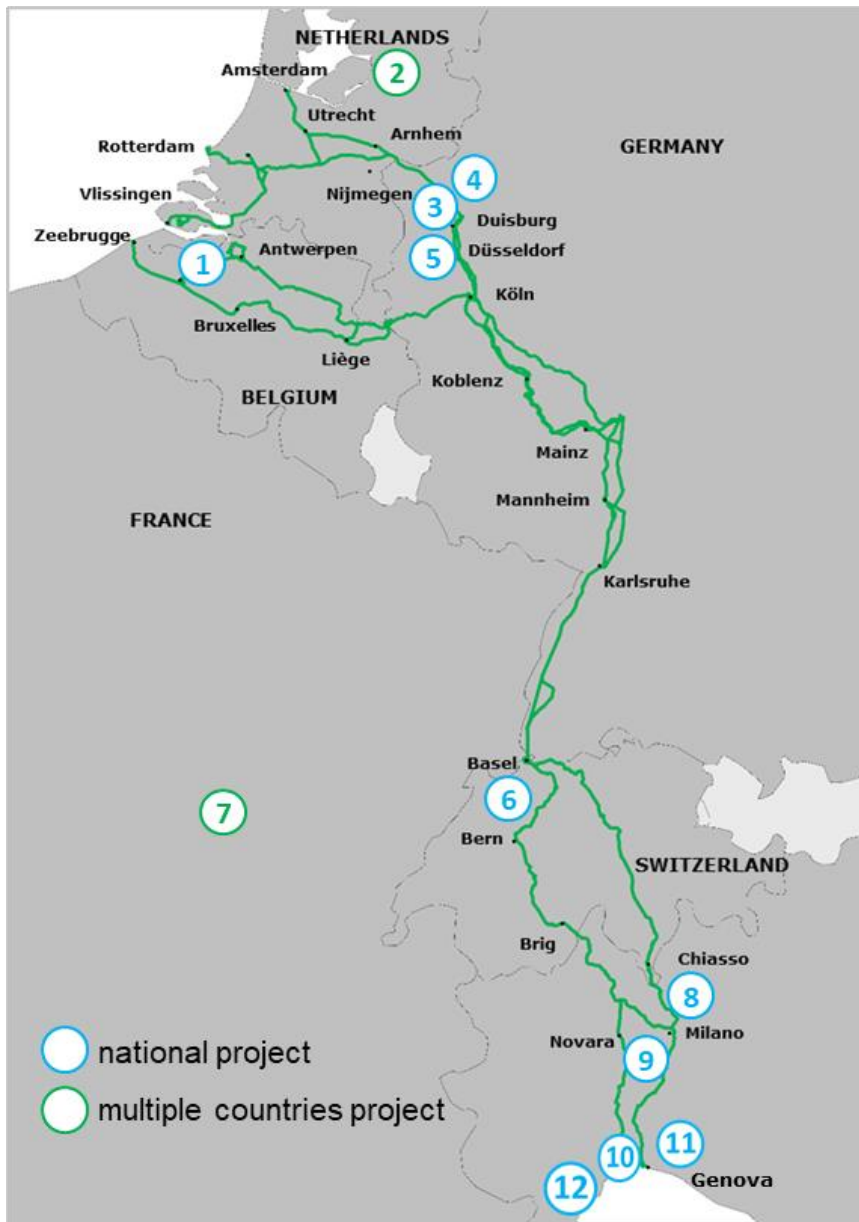 NETHERLANDS
2
Amsterdam
Utrecht
Arnhem
Rotterdam
GERMANY
4
Nijmegen
Vlissingen
3
Duisburg
Zeebrugge
1
Antwerpen
5
Düsseldorf
Köln
Bruxelles
Liège
Koblenz
BELGIUM
Mainz
Mannheim
FRANCE
Karlsruhe
Basel
6
7
Bern
SWITZERLAND
Brig
Chiasso
8
Novara
Milano
9
national project
multiple countries project
11
10
Genova
12